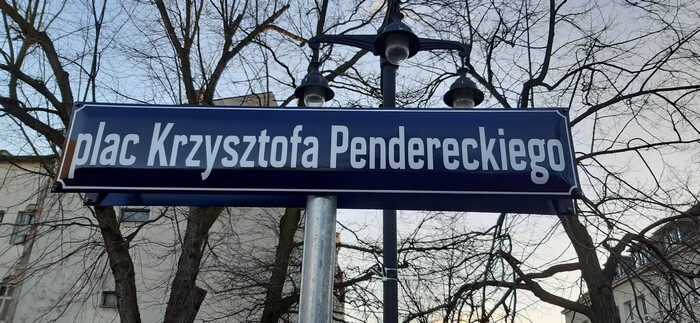 plac Krzysztofa Pendereckiego